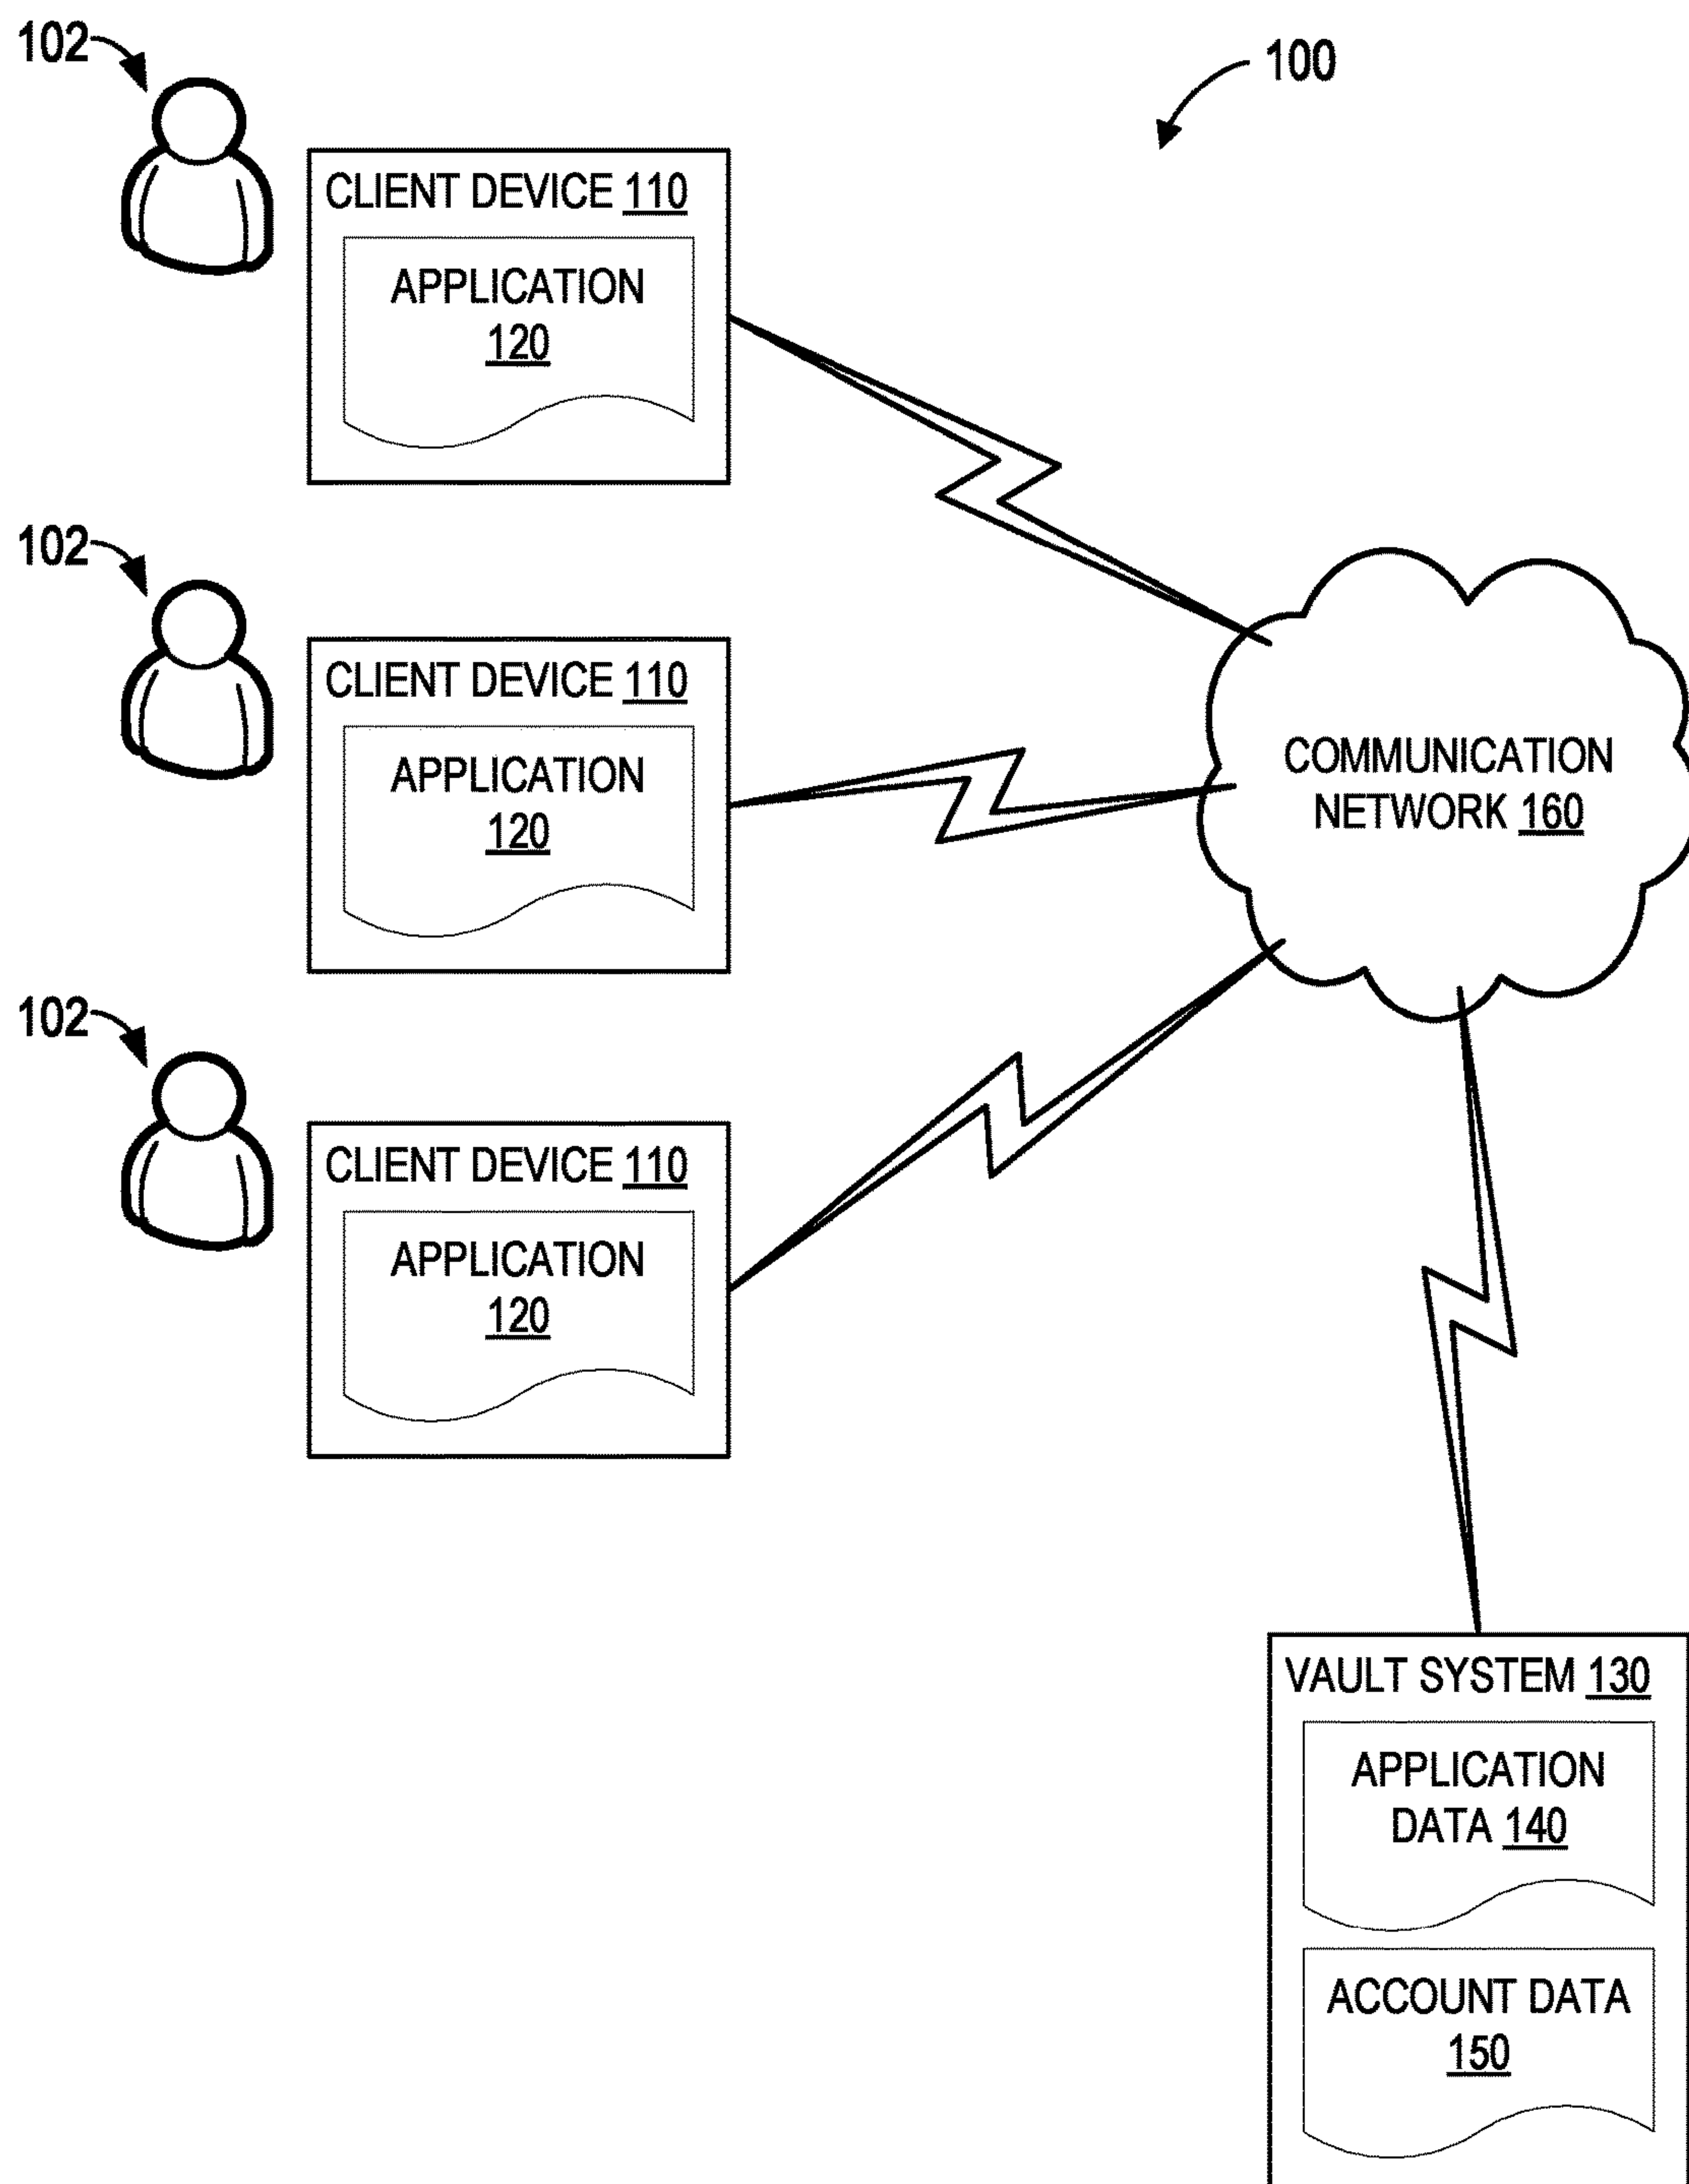 102
100
CLIENT DEVICE 110
APPLICATION
120
102
CLIENT DEVICE 110
APPLICATION
120
COMMUNICATION
NETWORK 160
102
CLIENT DEVICE 110
APPLICATION
120
VAULT SYSTEM 130
APPLICATION
DATA 140
ACCOUNT DATA
150